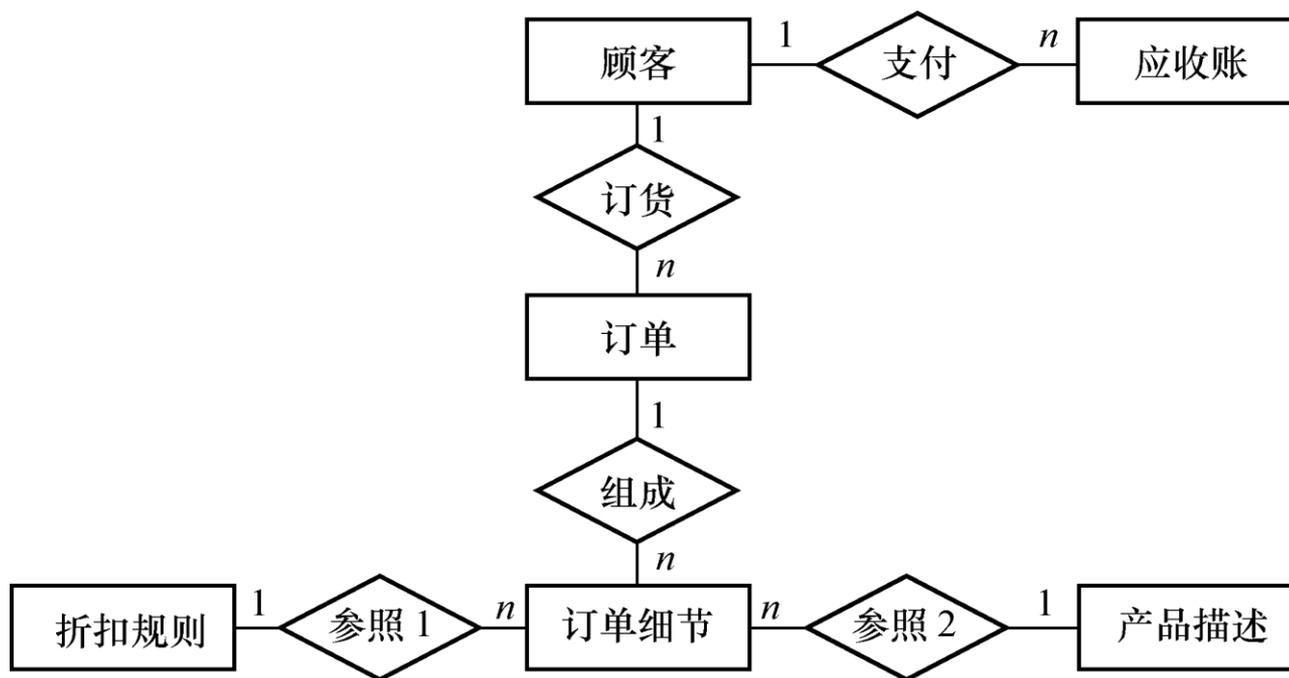 顾客 1 支付 n 应收账
1
订货
n
订单
1
组成
n
折扣规则 1 参照 1 n 订单细节 n 参照 2 1 产品描述